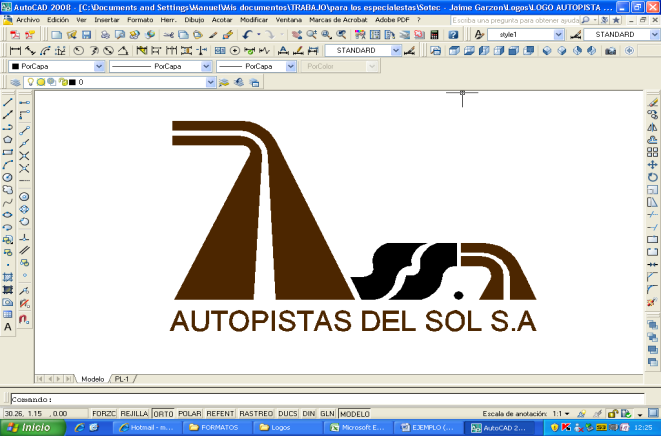 AutoCAD 2008 - [C:\Documents and Settings\Manuel\Mis documentos\TRABAJO\para los especialestas\Sotec - Jaime Garzon\Logos\LOGO AUTOPISTA ...
Archivo Edición Ver Insertar Formato Herr. Dibujo Acotar Modificar Ventana Marcas de Acrobat Adobe PDF ? Escriba una pregunta para obtener ayuda
style1 STANDARD
STANDARD
PorCapa PorCapa PorCapa PorColor
0
AUTOPISTAS DEL SOL S.A
Modelo PL-1
Comando:
30.26, 1.15 , 0.00 FORZC REJILLA ORTO POLAR REFENT RASTREO DUCS DIN GLN MODELO Escala de anotación: 1:1
Inicio Hotmail - m... FORMATOS Logos Microsoft E... EJEMPLO (... AutoCAD 2... 12:25